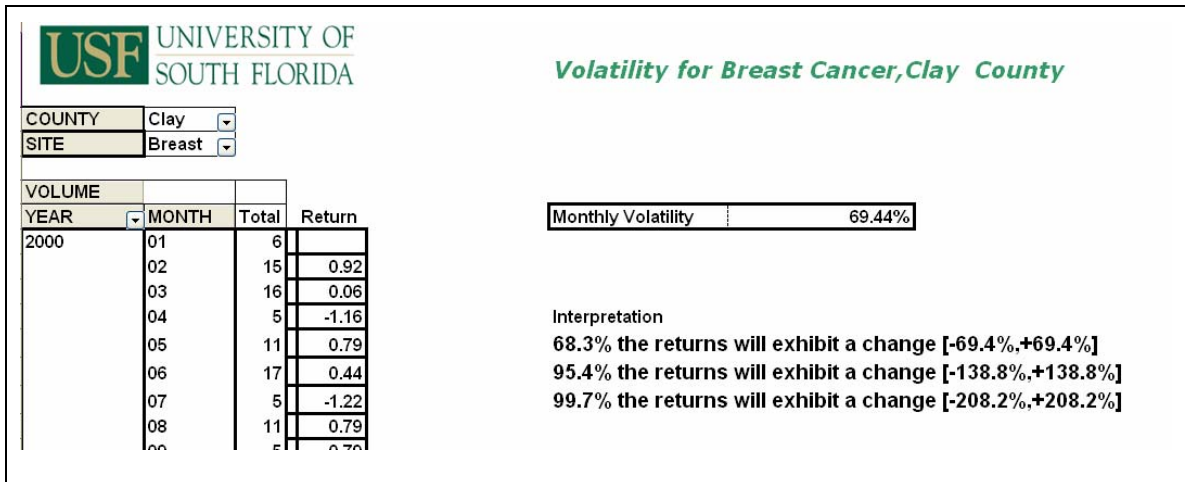 USF UNIVERSITY OF
SOUTH FLORIDA
Volatility for Breast Cancer,Clay County
COUNTY Clay
SITE Breast
VOLUME
YEAR MONTH Total Return
Monthly Volatility 69.44%
2000 01 6
02 15 0.92
03 16 0.06
04 5 -1.16
Interpretation
05 11 0.79
68.3% the returns will exhibit a change [-69.4%,+69.4%]
06 17 0.44
95.4% the returns will exhibit a change [-138.8%,+138.8%]
07 5 -1.22
99.7% the returns will exhibit a change [-208.2%,+208.2%]
08 11 0.79